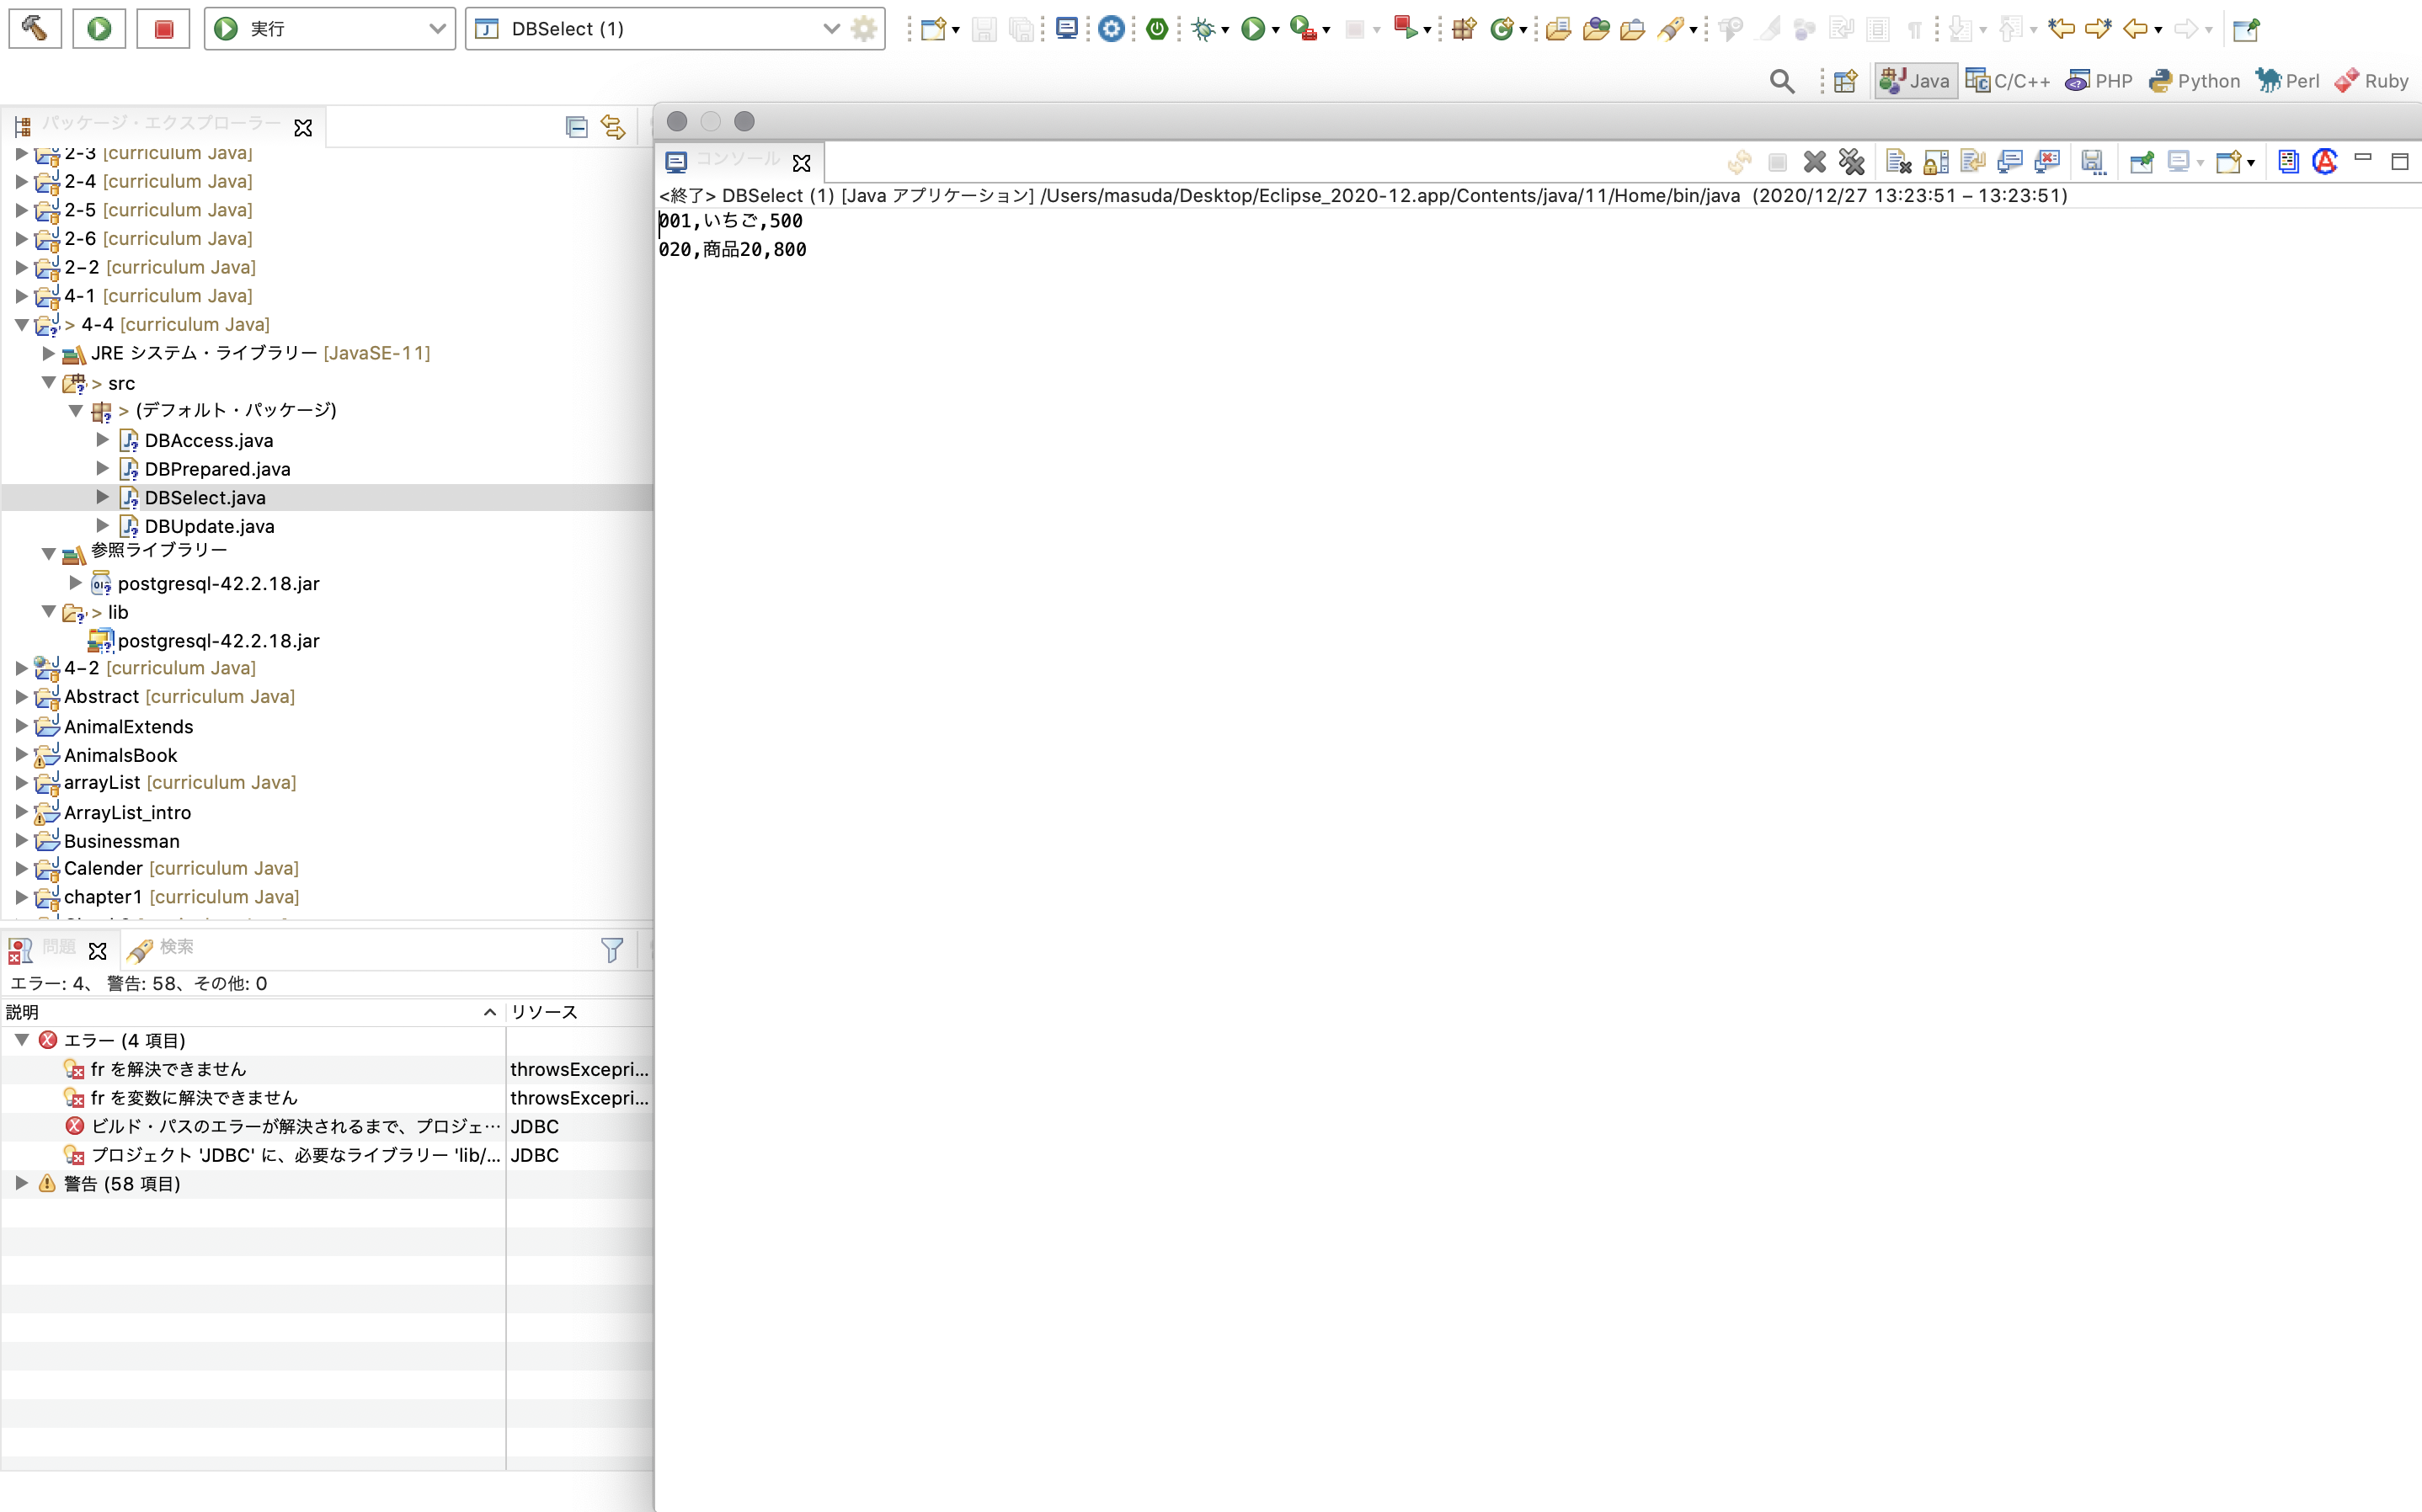 実行
DBSelect (1)
Java
C/C++
PHP
Python
Perl
Ruby
パッケージ・エクスプローラー
2-3 [curriculum Java]
2-4 [curriculum Java]
2-5 [curriculum Java]
2-6 [curriculum Java]
2−2 [curriculum Java]
4-1 [curriculum Java]
> 4-4 [curriculum Java]
JRE システム・ライブラリー [JavaSE-11]
> src
> (デフォルト・パッケージ)
DBAccess.java
DBPrepared.java
DBSelect.java
DBUpdate.java
参照ライブラリー
postgresql-42.2.18.jar
> lib
postgresql-42.2.18.jar
4−2 [curriculum Java]
Abstract [curriculum Java]
AnimalExtends
AnimalsBook
arrayList [curriculum Java]
ArrayList_intro
Businessman
Calender [curriculum Java]
chapter1 [curriculum Java]
コンソール
<終了> DBSelect (1) [Java アプリケーション] /Users/masuda/Desktop/Eclipse_2020-12.app/Contents/java/11/Home/bin/java (2020/12/27 13:23:51 – 13:23:51)
001,いちご,500
020,商品20,800
問題
検索
エラー: 4、 警告: 58、その他: 0
説明 リソース
エラー (4 項目)
fr を解決できません throwsExcepri...
fr を変数に解決できません throwsExcepri...
ビルド・パスのエラーが解決されるまで、プロジェ… JDBC
プロジェクト 'JDBC' に、必要なライブラリー 'lib/... JDBC
警告 (58 項目)